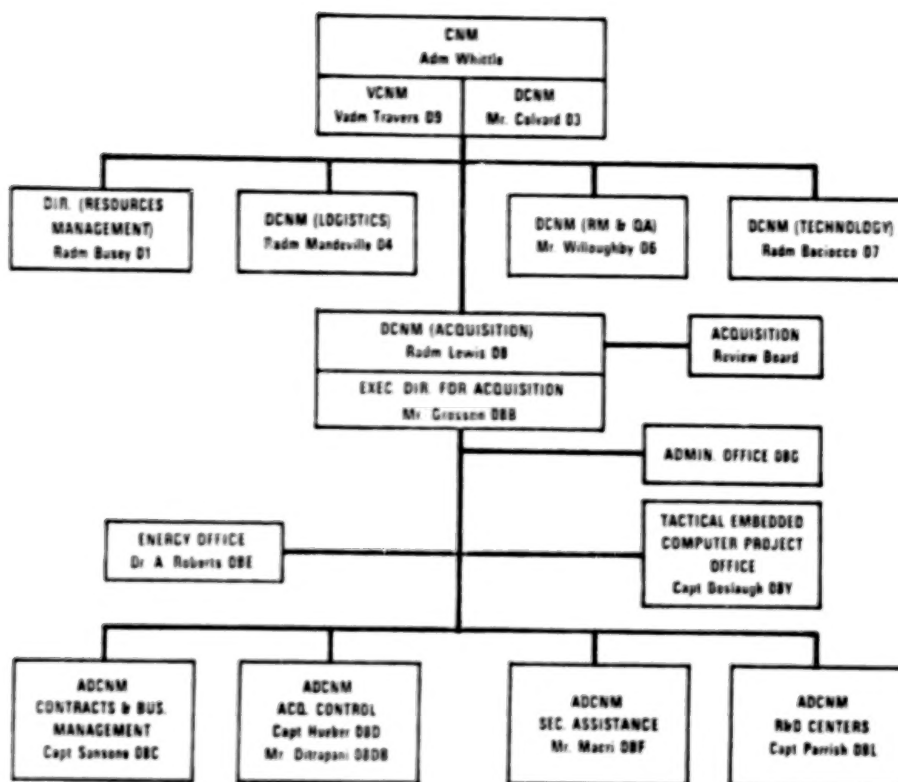 CNM
Adm Whittle
VCNM
Vadm Travers 09
DCNM
Mr. Colvard 03
DIR. (RESOURCES
MANAGEMENT)
Radm Busey 01
DCNM (LOGISTICS)
Radm Mandeville 04
DCNM (RM & QA)
Mr. Willoughby 06
DCNM (TECHNOLOGY)
Radm Baciocco 07
DCNM (ACQUISITION)
Radm Lewis 08
EXEC. DIR. FOR ACQUISITION
Mr. Grossen 08B
ACQUISITION
Review Board
ADMIN. OFFICE 08G
ENERGY OFFICE
Dr A. Roberts 08E
TACTICAL EMBEDDED
COMPUTER PROJECT
OFFICE
Capt Boslaugh 08Y
ADCNM
CONTRACTS & BUS.
MANAGEMENT
Capt Sansone 08C
ADCNM
ACQ. CONTROL
Capt Hueber 08D
Mr Ditrapani 08DB
ADCNM
SEC. ASSISTANCE
Mr. Macri 08F
ADCNM
R&D CENTERS
Capt Parrish 08L